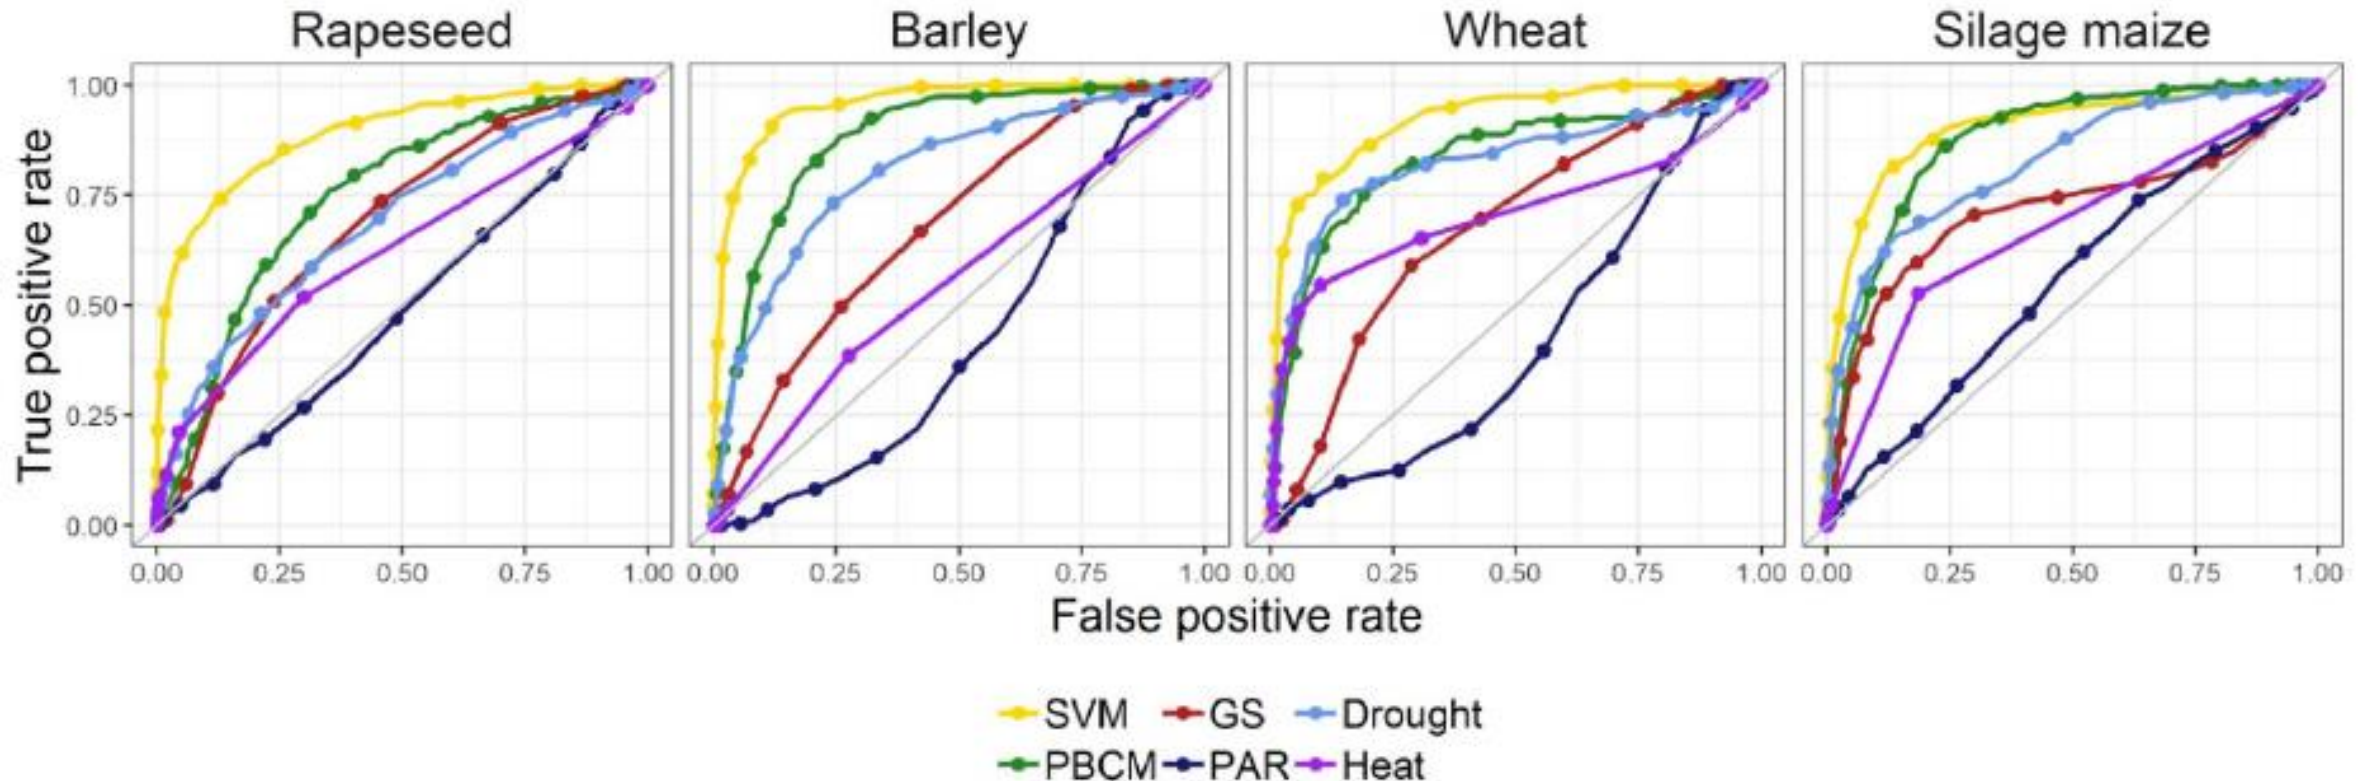 Rapeseed Barley Wheat Silage maize
True positive rate
1.00
0.75
0.50
0.25
0.00
0.00 0.25 0.50 0.75 1.00 0.00 0.25 0.50 0.75 1.00 0.00 0.25 0.50 0.75 1.00 0.00 0.25 0.50 0.75 1.00
False positive rate
SVM GS Drought
PBCM PAR Heat